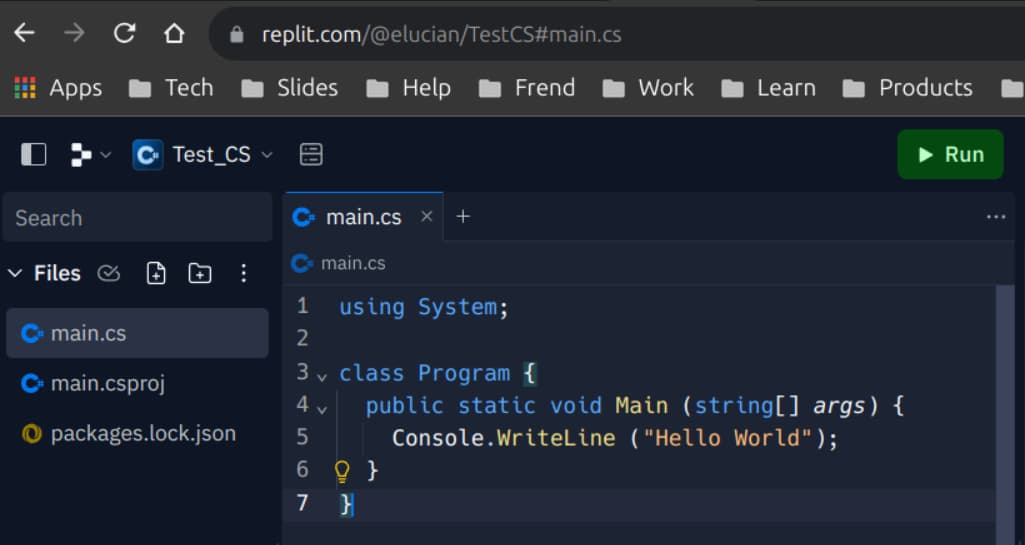 replit.com/@elucian/TestCS#main.cs
Apps Tech Slides Help Frend Work Learn Products
Test_CS Run
Search
main.cs × +
Files
main.cs
main.cs
main.csproj
packages.lock.json
1 using System;
2
3 class Program {
4 public static void Main (string[] args) {
5 Console.WriteLine ("Hello World");
6 }
7 }